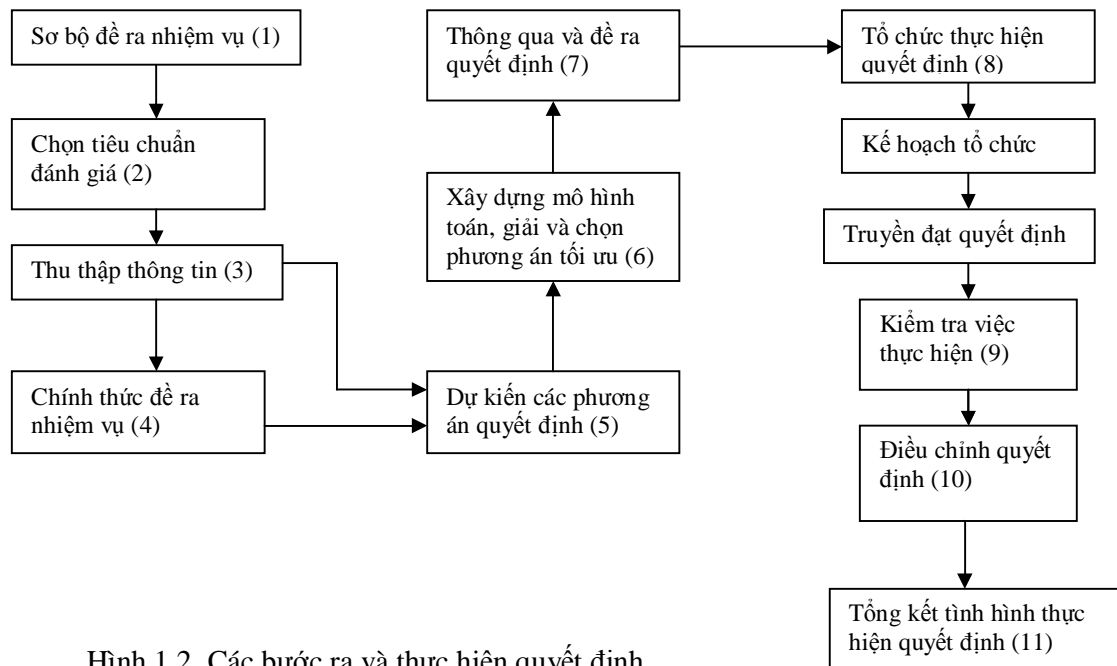 Sơ bộ đề ra nhiệm vụ (1)
Chọn tiêu chuẩn
đánh giá (2)
Thu thập thông tin (3)
Chính thức đề ra
nhiệm vụ (4)
Dự kiến các phương
án quyết định (5)
Xây dựng mô hình
toán, giải và chọn
phương án tối ưu (6)
Thông qua và đề ra
quyết định (7)
Tổ chức thực hiện
quyết định (8)
Kế hoạch tổ chức
Truyền đạt quyết định
Kiểm tra việc
thực hiện (9)
Điều chỉnh quyết
định (10)
Tổng kết tình hình thực
hiện quyết định (11)
Hình 1.2. Các bước ra và thực hiện quyết định